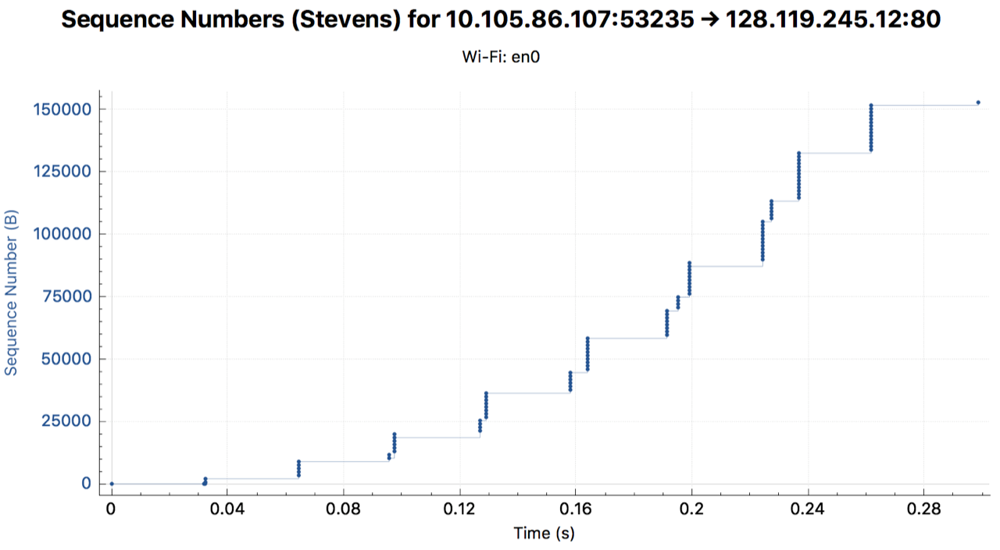 Sequence Numbers (Stevens) for 10.105.86.107:53235 → 128.119.245.12:80
Wi-Fi: en0
Sequence Number (B)
150000
125000
100000
75000
50000
25000
0
0 0.04 0.08 0.12 0.16 0.2 0.24 0.28
Time (s)